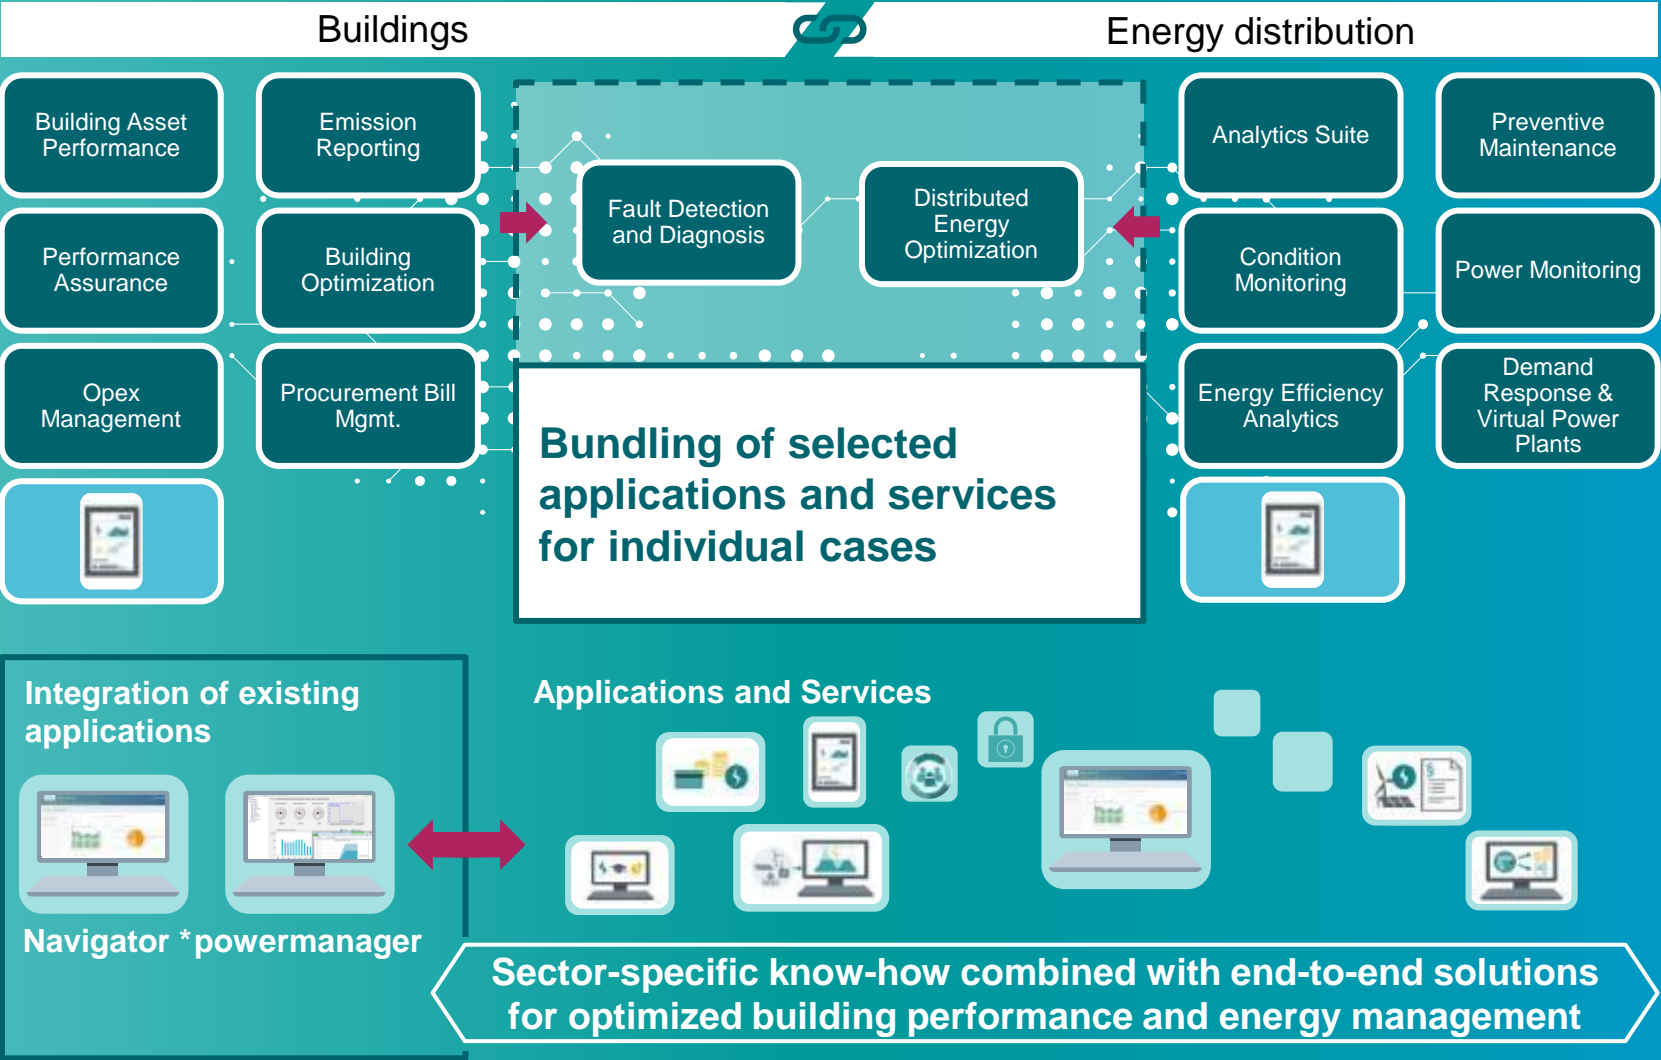 Buildings
Energy distribution
Building Asset
Performance
Emission
Reporting
Performance
Assurance
Building
Optimization
Opex
Management
Procurement Bill
Mgmt.
Fault Detection
and Diagnosis
Distributed
Energy
Optimization
Analytics Suite
Preventive
Maintenance
Condition
Monitoring
Power Monitoring
Energy Efficiency
Analytics
Demand
Response &
Virtual Power
Plants
Bundling of selected
applications and services
for individual cases
Integration of existing
applications
Navigator *powermanager
Applications and Services
Sector-specific know-how combined with end-to-end solutions
for optimized building performance and energy management